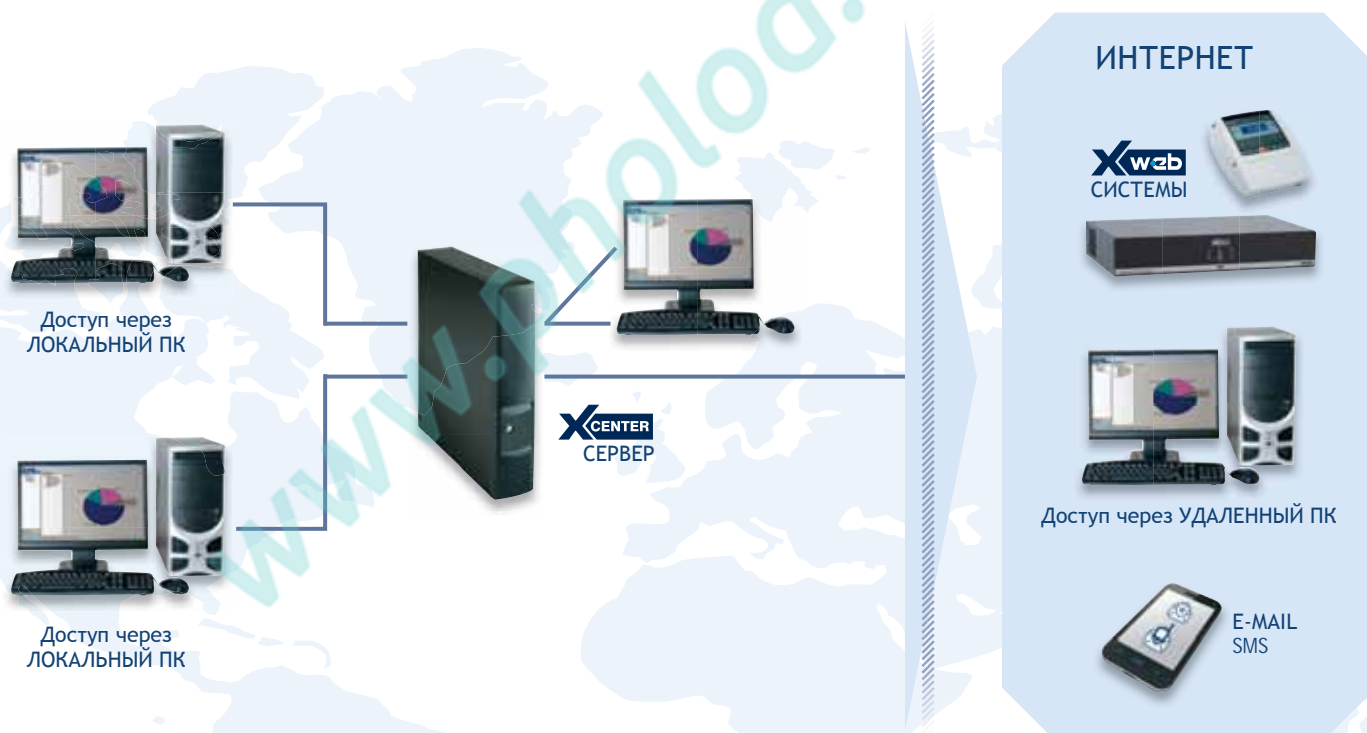 ИНТЕРНЕТ
Xweb
СИСТЕМЫ
Доступ через
ЛОКАЛЬНЫЙ ПК
XCENTER
СЕРВЕР
Доступ через УДАЛЕННЫЙ ПК
Доступ через
ЛОКАЛЬНЫЙ ПК
E-MAIL
SMS
www.pholod.